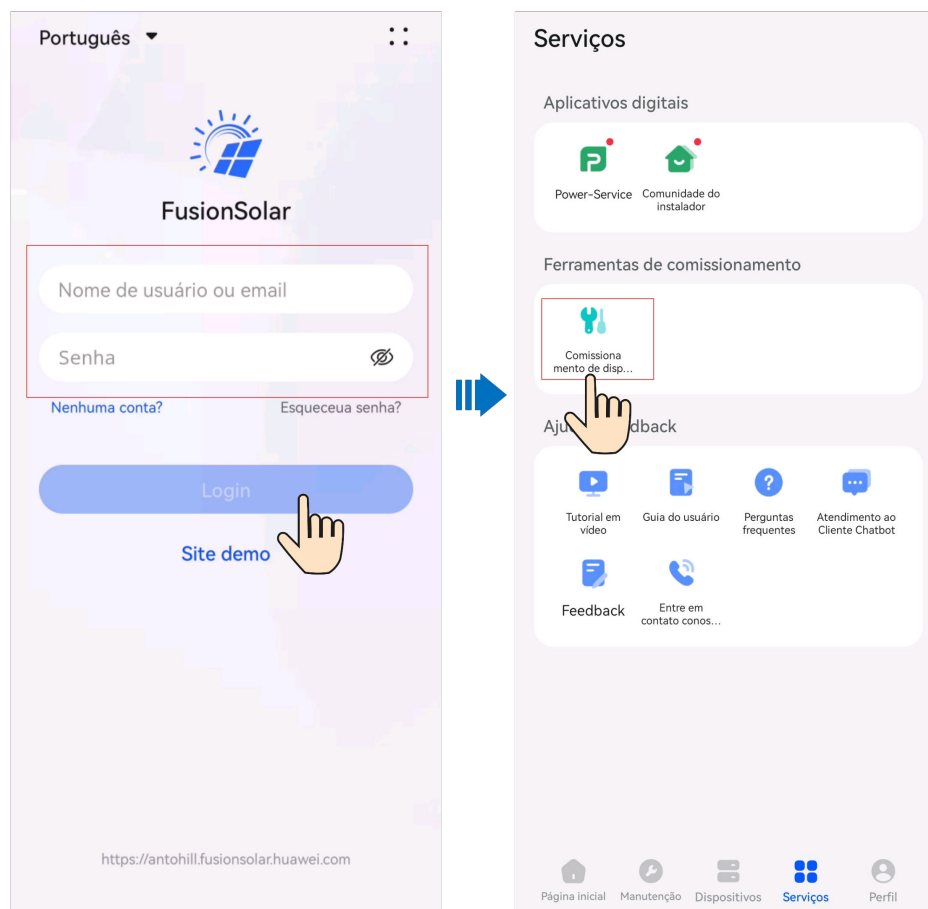 Português
FusionSolar
Nome de usuário ou email
Senha
Nenhuma conta?
Esqueceua senha?
Login
Site demo
https://antohill.fusionsolar.huawei.com
Serviços
Aplicativos digitais
Power-Service
Comunidade do
instalador
Ferramentas de comissionamento
Comissiona
mento de disp...
dback
Tutorial em
vídeo
Guia do usuário
Perguntas
frequentes
Atendimento ao
Cliente Chatbot
Feedback
Entre em
contato conos...
Página inicial
Manutenção
Dispositivos
Serviços
Perfil